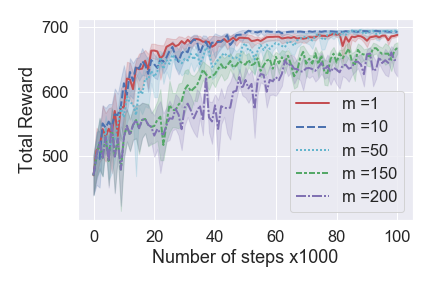 700
600
500
Total Reward
0
20
40
60
80
100
Number of steps x1000
m =1
m =10
m =50
m =150
m =200